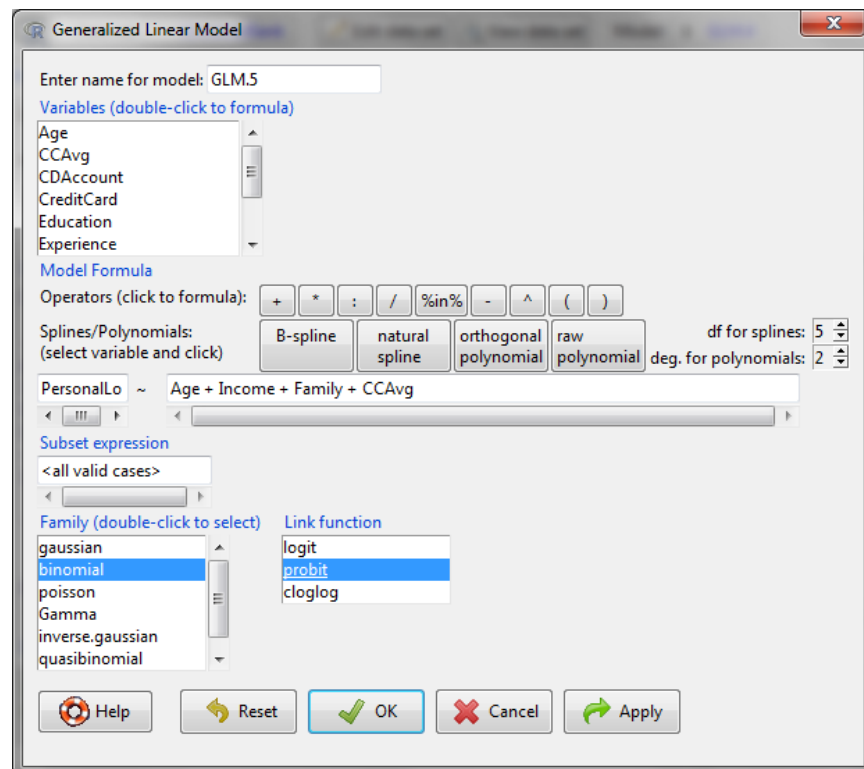 Generalized Linear Model
Enter name for model: GLM.5
Variables (double-click to formula)
Age
CCAvg
CDAccount
CreditCard
Education
Experience
Model Formula
Operators (click to formula): + * : / %in% - ^ ( )
Splines/Polynomials:
(select variable and click)
B-spline
natural
spline
orthogonal
polynomial
raw
polynomial
df for splines: 5
deg. for polynomials: 2
PersonalLo ~ Age + Income + Family + CCAvg
Subset expression
<all valid cases>
Family (double-click to select) Link function
gaussian logit
binomial probit
poisson cloglog
Gamma
inverse.gaussian
quasibinomial
Help Reset OK Cancel Apply